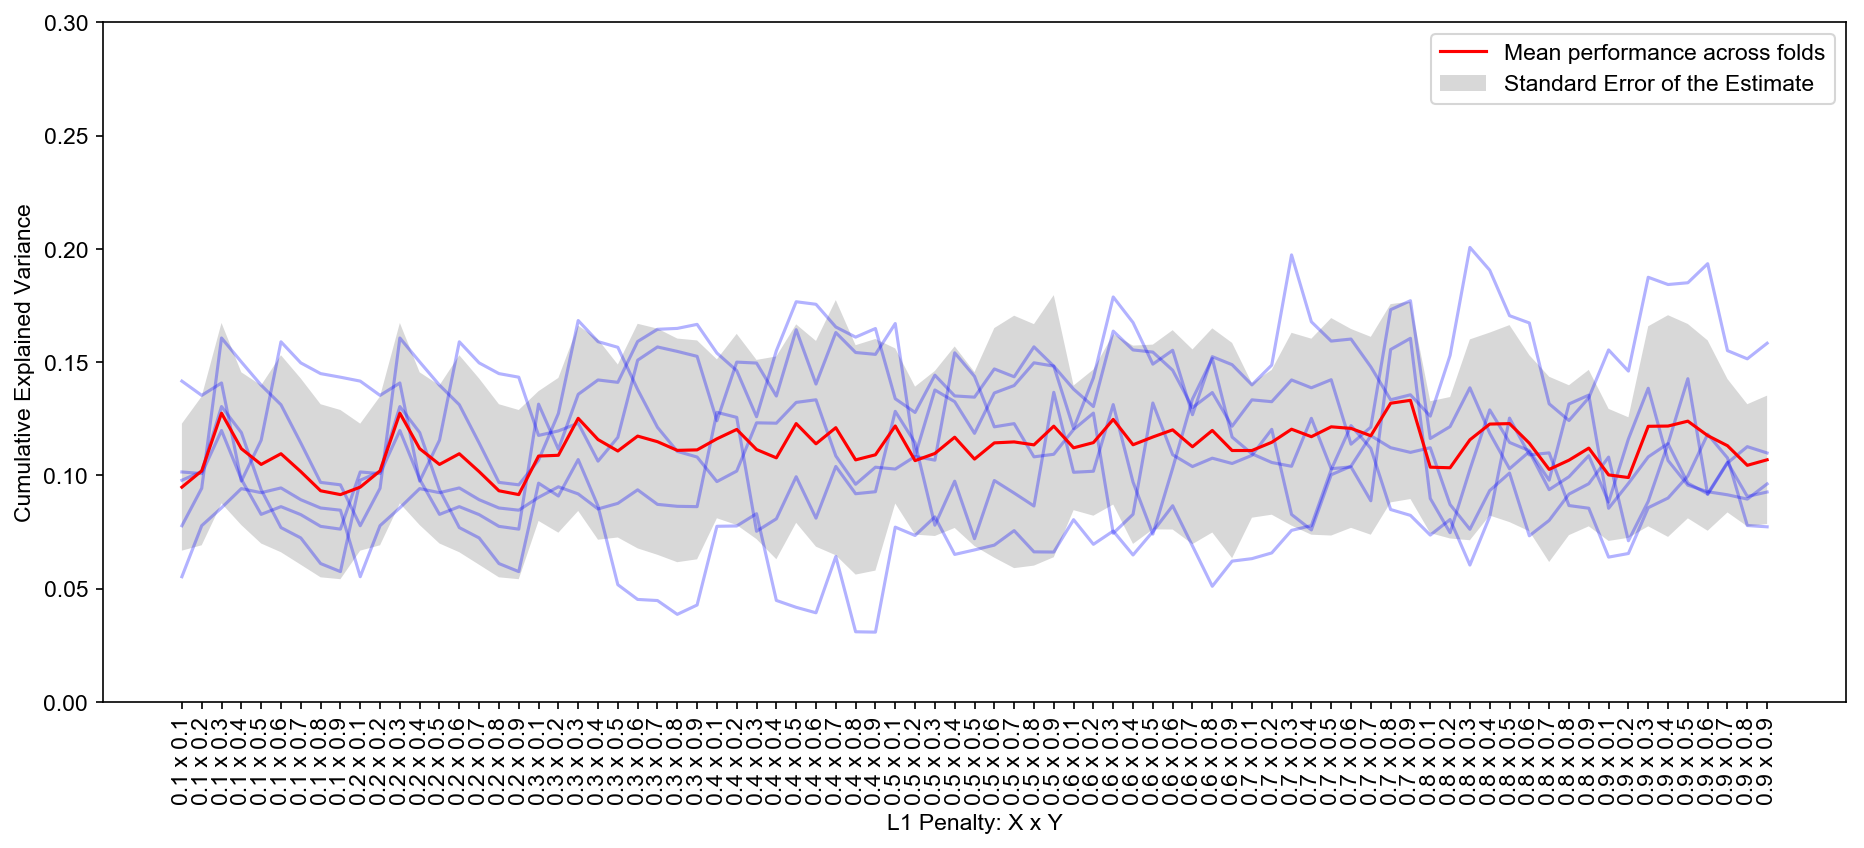 0.30
0.25
0.20
0.15
0.10
0.05
0.00
Cumulative Explained Variance
Mean performance across folds
Standard Error of the Estimate
0.1 x 0.1
0.1 x 0.2
0.1 x 0.3
0.1 x 0.4
0.1 x 0.5
0.1 x 0.6
0.1 x 0.7
0.1 x 0.8
0.1 x 0.9
0.2 x 0.1
0.2 x 0.2
0.2 x 0.3
0.2 x 0.4
0.2 x 0.5
0.2 x 0.6
0.2 x 0.7
0.2 x 0.8
0.2 x 0.9
0.3 x 0.1
0.3 x 0.2
0.3 x 0.3
0.3 x 0.4
0.3 x 0.5
0.3 x 0.6
0.3 x 0.7
0.3 x 0.8
0.3 x 0.9
0.4 x 0.1
0.4 x 0.2
0.4 x 0.3
0.4 x 0.4
0.4 x 0.5
0.4 x 0.6
0.4 x 0.7
0.4 x 0.8
0.4 x 0.9
0.5 x 0.1
0.5 x 0.2
0.5 x 0.3
0.5 x 0.4
0.5 x 0.5
0.5 x 0.6
0.5 x 0.7
0.5 x 0.8
0.5 x 0.9
0.6 x 0.1
0.6 x 0.2
0.6 x 0.3
0.6 x 0.4
0.6 x 0.5
0.6 x 0.6
0.6 x 0.7
0.6 x 0.8
0.6 x 0.9
0.7 x 0.1
0.7 x 0.2
0.7 x 0.3
0.7 x 0.4
0.7 x 0.5
0.7 x 0.6
0.7 x 0.7
0.7 x 0.8
0.7 x 0.9
0.8 x 0.1
0.8 x 0.2
0.8 x 0.3
0.8 x 0.4
0.8 x 0.5
0.8 x 0.6
0.8 x 0.7
0.8 x 0.8
0.8 x 0.9
0.9 x 0.1
0.9 x 0.2
0.9 x 0.3
0.9 x 0.4
0.9 x 0.5
0.9 x 0.6
0.9 x 0.7
0.9 x 0.8
0.9 x 0.9
L1 Penalty: X x Y